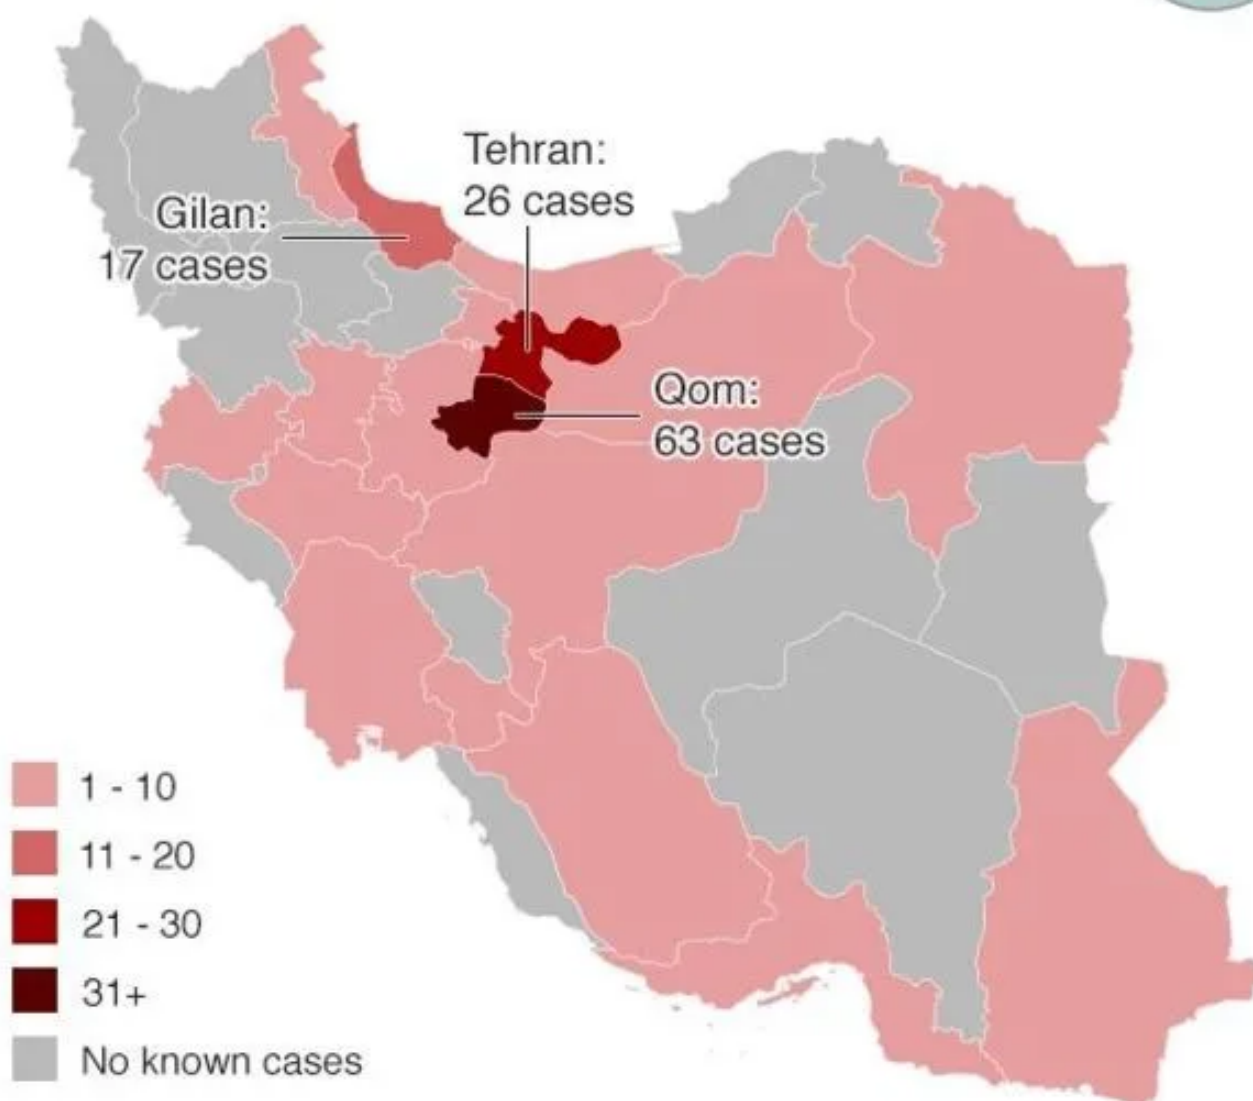 Tehran:
26 cases
Gilan:
17 cases
Qom:
63 cases
1 - 10
11 - 20
21 - 30
31+
No known cases